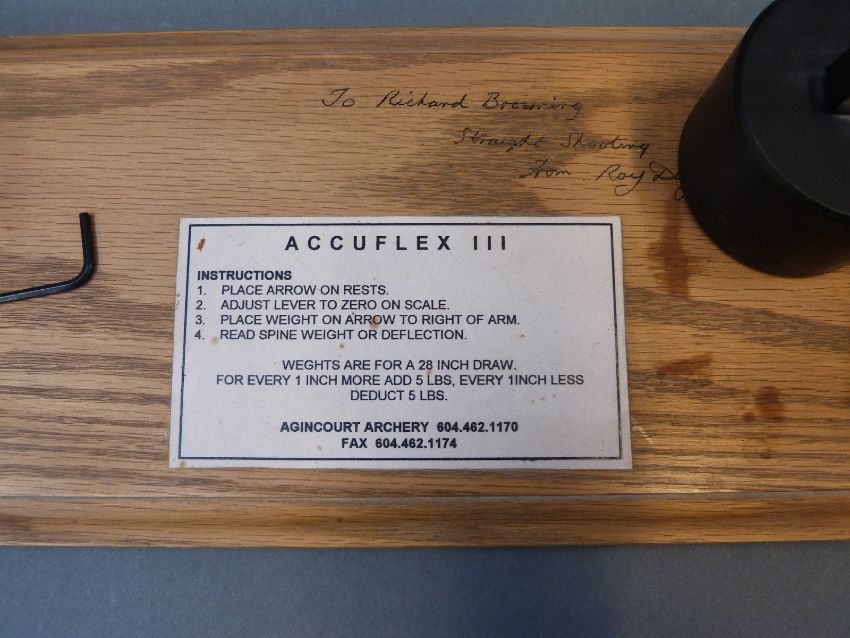 To Richard Browning
Straight Shooting
From Roy
ACCUFLEX III
INSTRUCTIONS
1. PLACE ARROW ON RESTS.
2. ADJUST LEVER TO ZERO ON SCALE.
3. PLACE WEIGHT ON ARROW TO RIGHT OF ARM.
4. READ SPINE WEIGHT OR DEFLECTION.
WEGHTS ARE FOR A 28 INCH DRAW.
FOR EVERY 1 INCH MORE ADD 5 LBS, EVERY 1INCH LESS
DEDUCT 5 LBS.
AGINCOURT ARCHERY 604.462.1170
FAX 604.462.1174